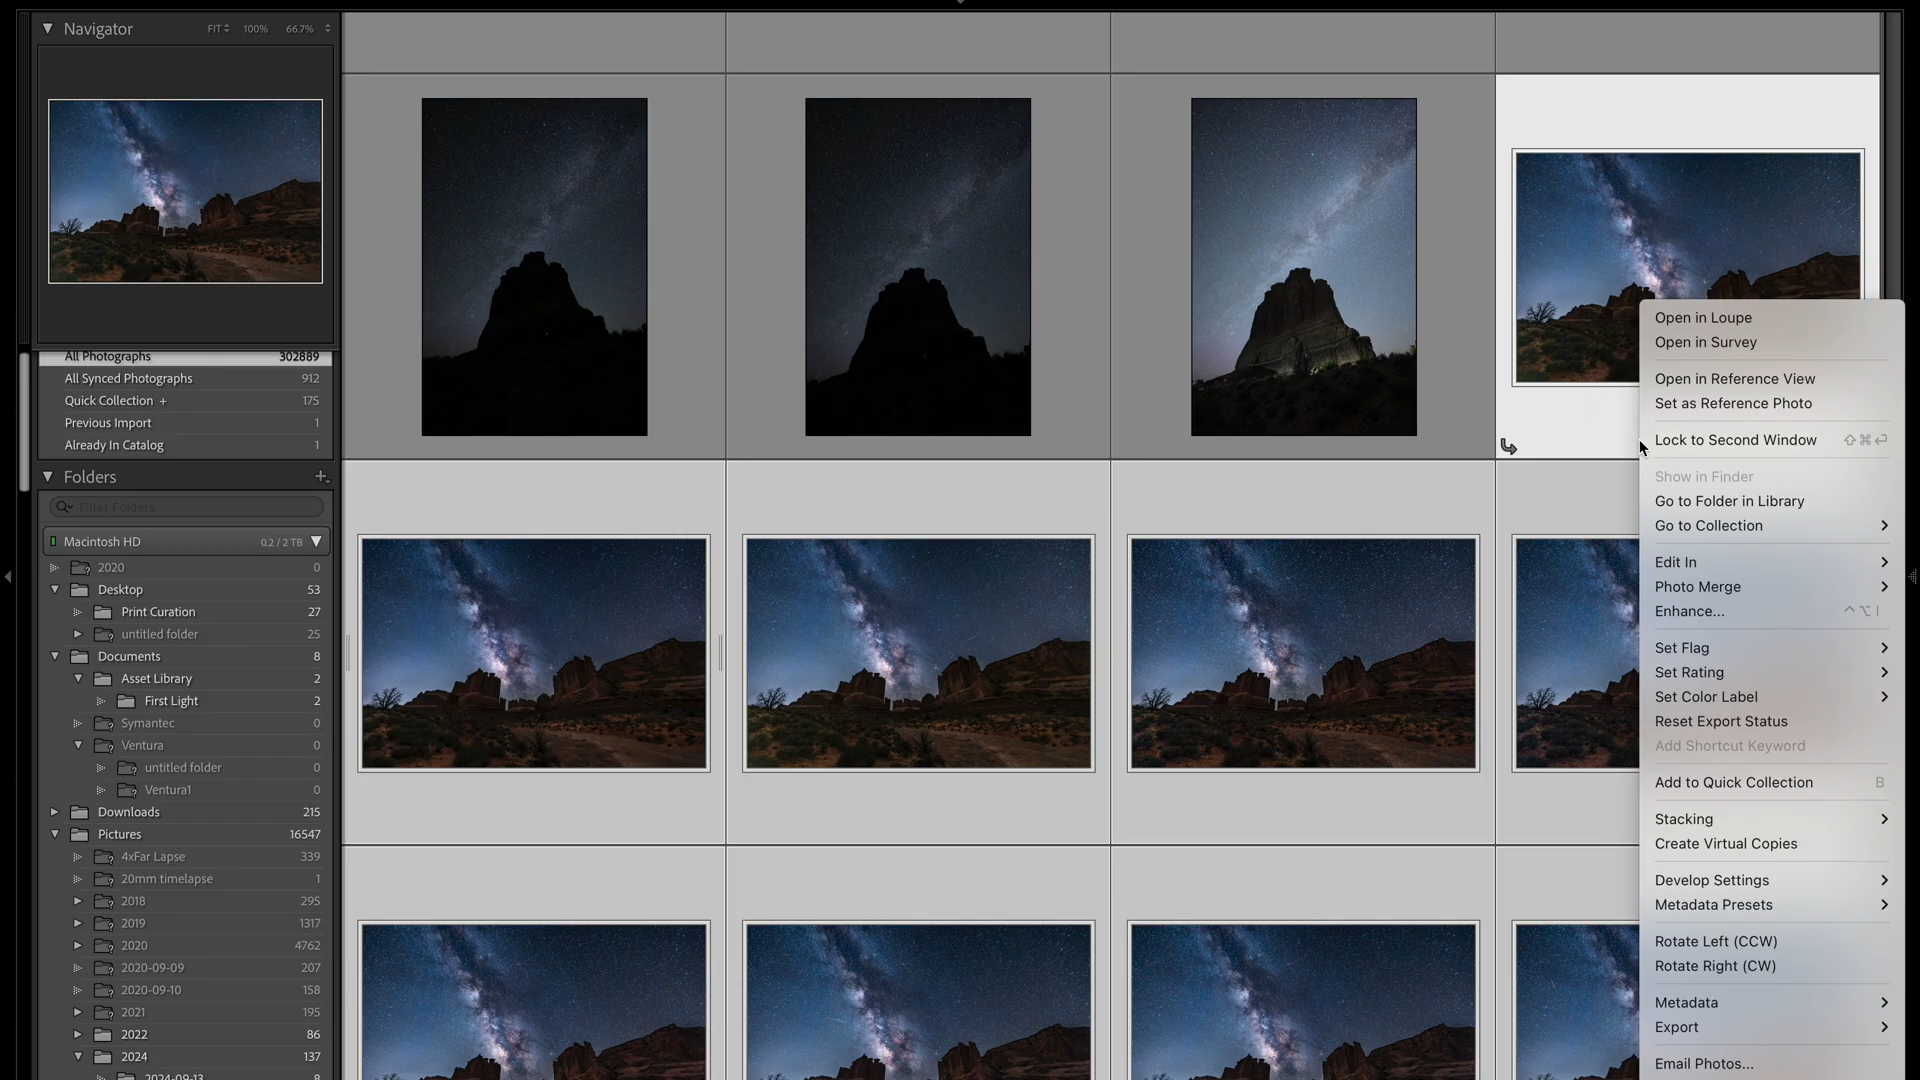 Navigator FIT 100% 66.7%
All Photographs 302889
All Synced Photographs 912
Quick Collection + 175
Previous Import 1
Already In Catalog 1
Folders +
Filter Folders
Macintosh HD 0.2 / 2 TB
2020 0
Desktop 53
Print Curation 27
untitled folder 25
Documents 8
Asset Library 2
First Light 2
Symantec 0
Ventura 0
untitled folder 0
Ventura1 0
Downloads 215
Pictures 16547
4xFar Lapse 339
20mm timelapse 1
2018 295
2019 1317
2020 4762
2020-09-09 207
2020-09-10 158
2021 195
2022 86
2024 137
2024-09-13 8
Open in Loupe
Open in Survey
Open in Reference View
Set as Reference Photo
Lock to Second Window ⇧⌘↩
Show in Finder
Go to Folder in Library
Go to Collection
Edit In
Photo Merge
Enhance... ^⌥I
Set Flag
Set Rating
Set Color Label
Reset Export Status
Add Shortcut Keyword
Add to Quick Collection B
Stacking
Create Virtual Copies
Develop Settings
Metadata Presets
Rotate Left (CCW)
Rotate Right (CW)
Metadata
Export
Email Photos...